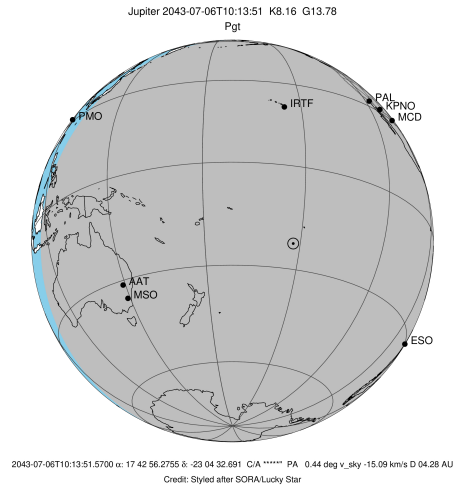 Jupiter 2043-07-06T10:13:51  K8.16  G13.78
Pgt
PAL
KPNO
MCD
IRTF
PMO
AAT
MSO
ESO
2043-07-06T10:13:51.5700 α: 17 42 56.2755 δ: -23 04 32.691  C/A *****"  PA   0.44 deg v_sky -15.09 km/s D 04.28 AU
Credit: Styled after SORA/Lucky Star